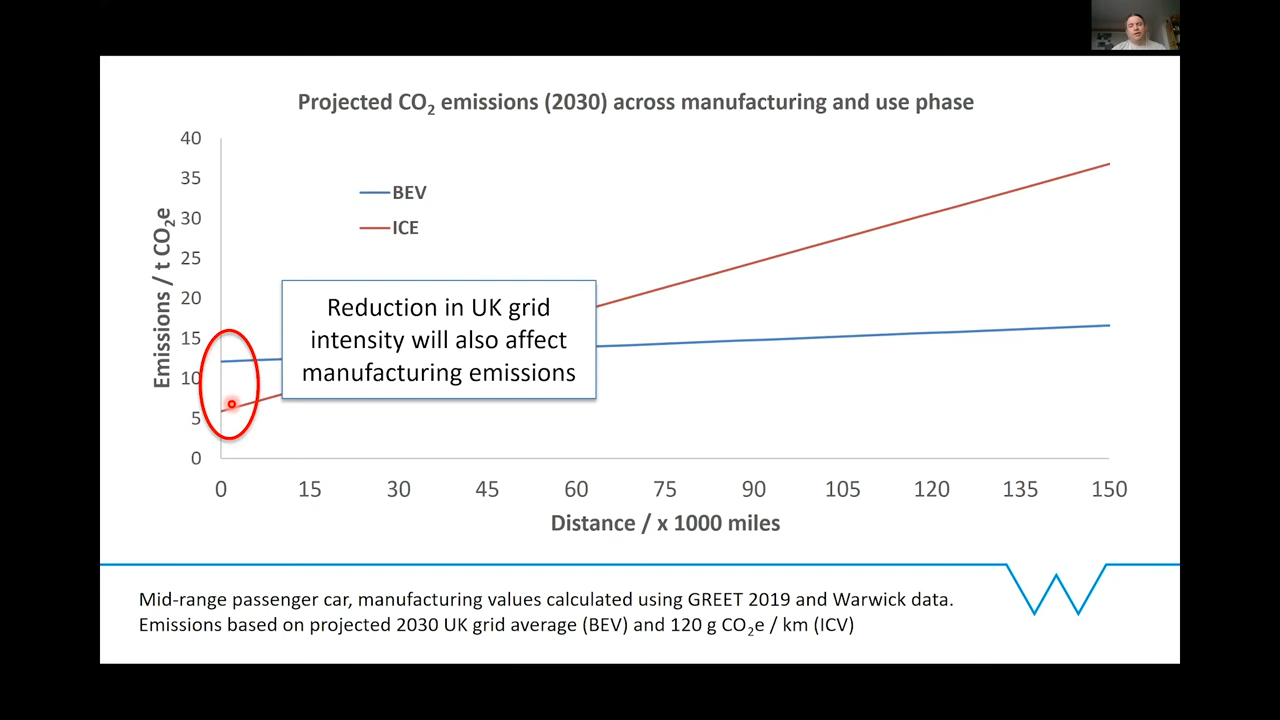 Projected CO₂ emissions (2030) across manufacturing and use phase
40
35
30
25
20
15
10
5
0
Emissions / t CO₂e
BEV
ICE
Reduction in UK grid
intensity will also affect
manufacturing emissions
0 15 30 45 60 75 90 105 120 135 150
Distance / x 1000 miles
Mid-range passenger car, manufacturing values calculated using GREET 2019 and Warwick data.
Emissions based on projected 2030 UK grid average (BEV) and 120 g CO₂e / km (ICV)